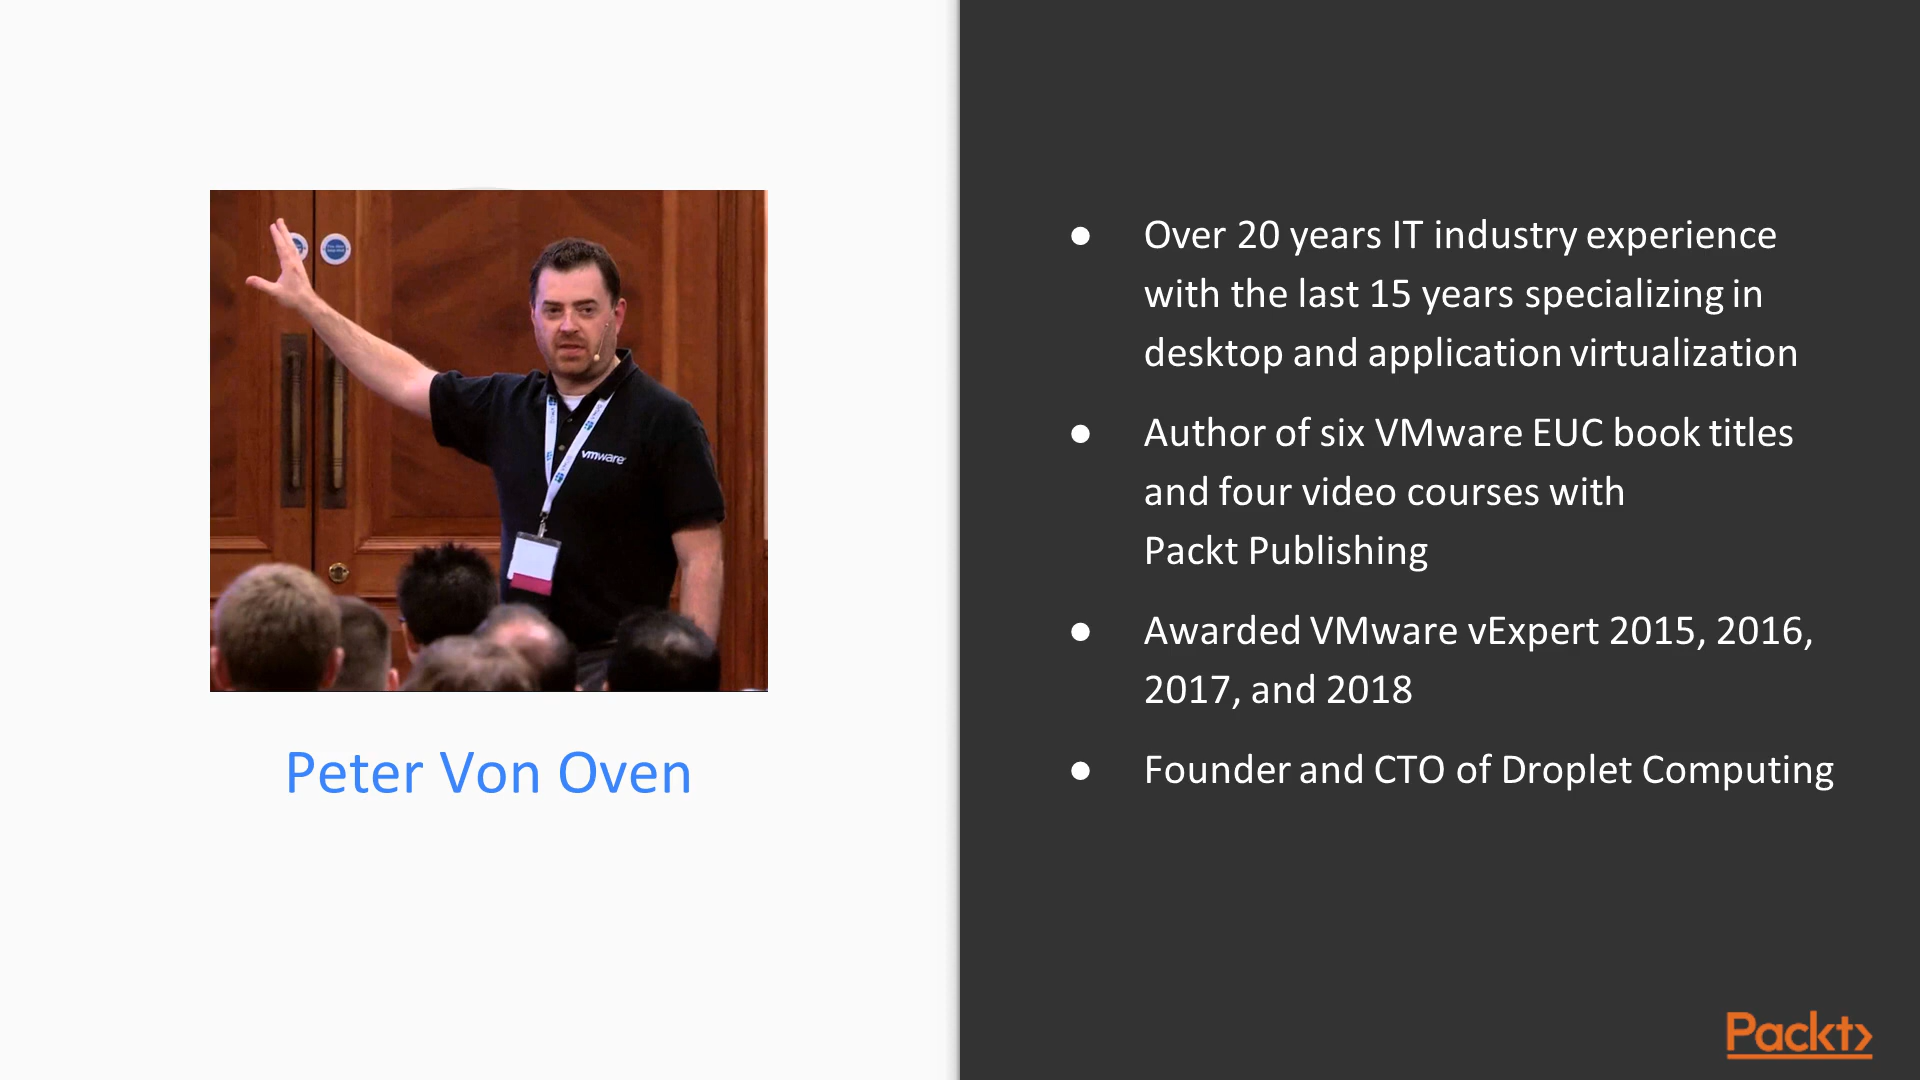 vmware
Peter Von Oven
● Over 20 years IT industry experience
with the last 15 years specializing in
desktop and application virtualization
● Author of six VMware EUC book titles
and four video courses with
Packt Publishing
● Awarded VMware vExpert 2015, 2016,
2017, and 2018
● Founder and CTO of Droplet Computing
Packt>